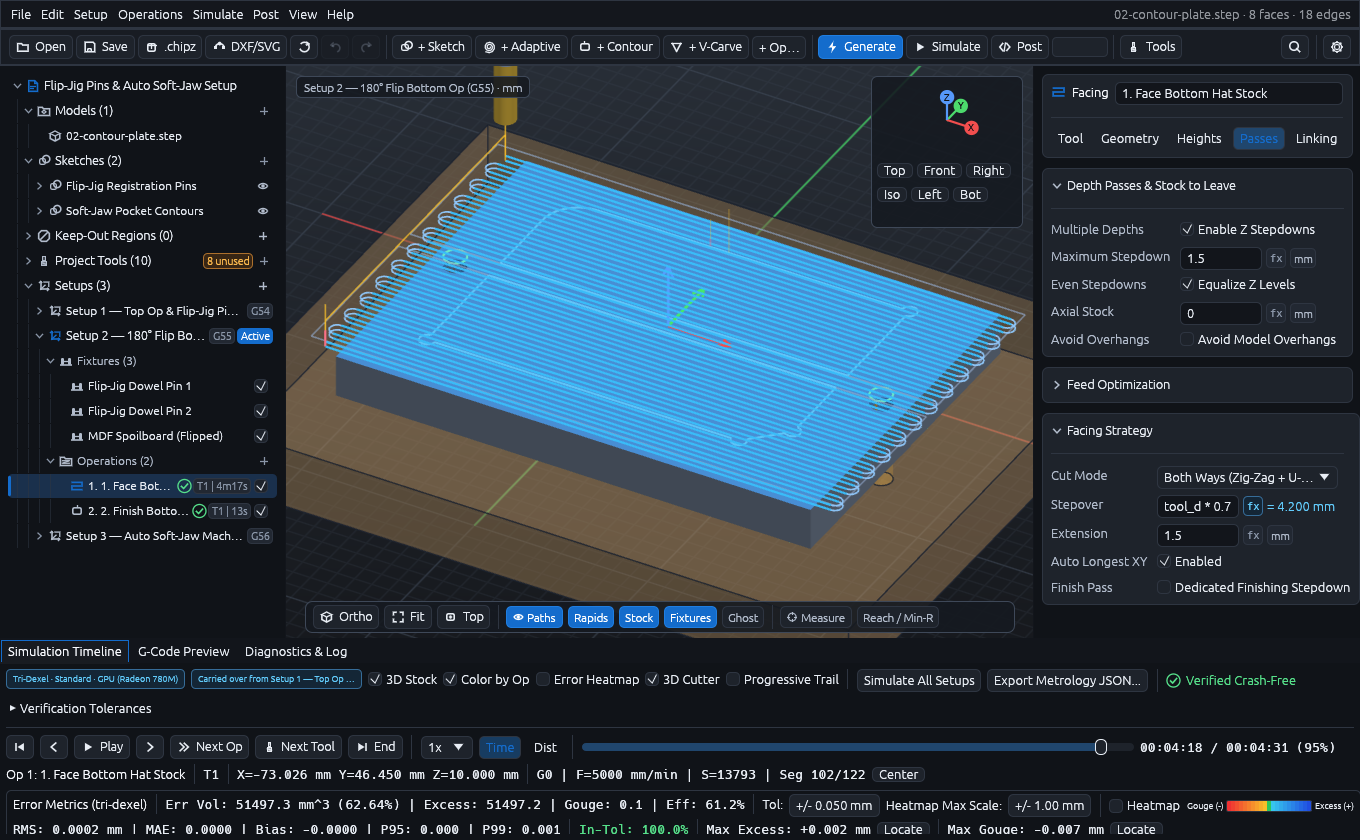 File Edit Setup Operations Simulate Post View Help 02-contour-plate.step · 8 faces · 18 edges
Open Save .chipz DXF/SVG + Sketch + Adaptive + Contour + V-Carve + Op... Generate Simulate Post Tools
Flip-Jig Pins & Auto Soft-Jaw Setup
Models (1) +
02-contour-plate.step
Sketches (2) +
Flip-Jig Registration Pins
Soft-Jaw Pocket Contours
Keep-Out Regions (0) +
Project Tools (10) 8 unused +
Setups (3) +
Setup 1 — Top Op & Flip-Jig Pi... G54
Setup 2 — 180° Flip Bo... G55 Active
Fixtures (3)
Flip-Jig Dowel Pin 1
Flip-Jig Dowel Pin 2
MDF Spoilboard (Flipped)
Operations (2) +
1. 1. Face Bot... T1 | 4m17s
2. 2. Finish Botto... T1 | 13s
Setup 3 — Auto Soft-Jaw Mach... G56
Setup 2 — 180° Flip Bottom Op (G55) · mm
Z
Y
X
Top Front Right
Iso Left Bot
Ortho Fit Top Paths Rapids Stock Fixtures Ghost Measure Reach / Min-R
Facing 1. Face Bottom Hat Stock
Tool Geometry Heights Passes Linking
Depth Passes & Stock to Leave
Multiple Depths Enable Z Stepdowns
Maximum Stepdown 1.5 fx mm
Even Stepdowns Equalize Z Levels
Axial Stock 0 fx mm
Avoid Overhangs Avoid Model Overhangs
Feed Optimization
Facing Strategy
Cut Mode Both Ways (Zig-Zag + U-...
Stepover tool_d * 0.7 fx = 4.200 mm
Extension 1.5 fx mm
Auto Longest XY Enabled
Finish Pass Dedicated Finishing Stepdown
Simulation Timeline G-Code Preview Diagnostics & Log
Tri-Dexel · Standard · GPU (Radeon 780M) Carried over from Setup 1 — Top Op ... 3D Stock Color by Op Error Heatmap 3D Cutter Progressive Trail Simulate All Setups Export Metrology JSON... Verified Crash-Free
Verification Tolerances
Play Next Op Next Tool End 1x Time Dist 00:04:18 / 00:04:31 (95%)
Op 1: 1. Face Bottom Hat Stock T1 X=-73.026 mm Y=46.450 mm Z=10.000 mm G0 | F=5000 mm/min | S=13793 | Seg 102/122 Center
Error Metrics (tri-dexel) Err Vol: 51497.3 mm^3 (62.64%) | Excess: 51497.2 | Gouge: 0.1 | Eff: 61.2% Tol: +/- 0.050 mm Heatmap Max Scale: +/- 1.00 mm Heatmap Gouge (-) Excess (+)
RMS: 0.0002 mm | MAE: 0.0000 | Bias: -0.0000 | P95: 0.000 | P99: 0.001 In-Tol: 100.0% Max Excess: +0.002 mm Locate Max Gouge: -0.007 mm Locate